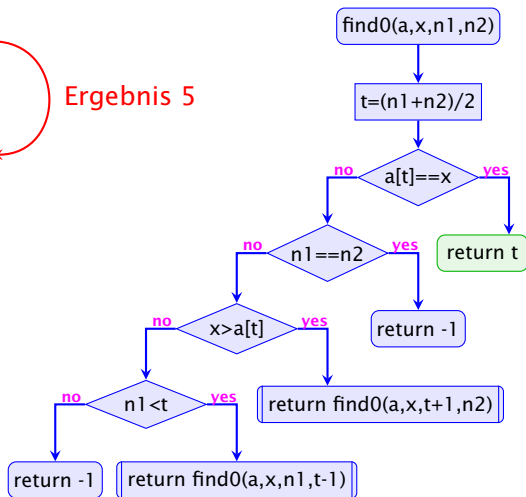 find0(a,x,n1,n2)
Ergebnis 5
t=(n1+n2)/2
no
a[t]==x
yes
no
n1==n2
yes
return t
no
x>a[t]
yes
return -1
no
n1<t
yes
return find0(a,x,t+1,n2)
return -1
return find0(a,x,n1,t-1)